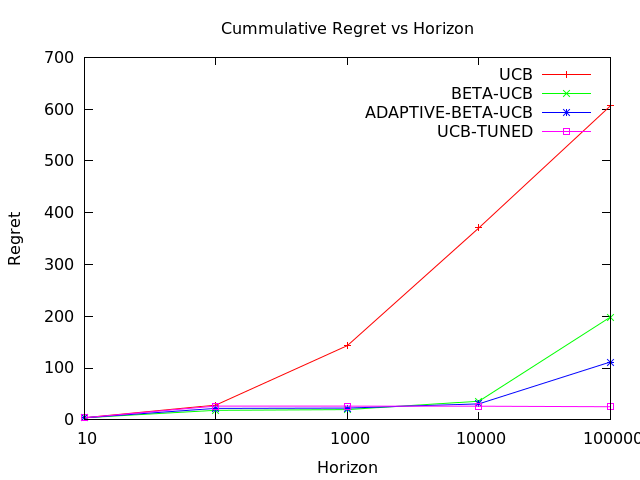 Cummulative Regret vs Horizon
700
600
500
400
300
200
100
0
Regret
UCB
BETA-UCB
ADAPTIVE-BETA-UCB
UCB-TUNED
10
100
1000
10000
100000
Horizon